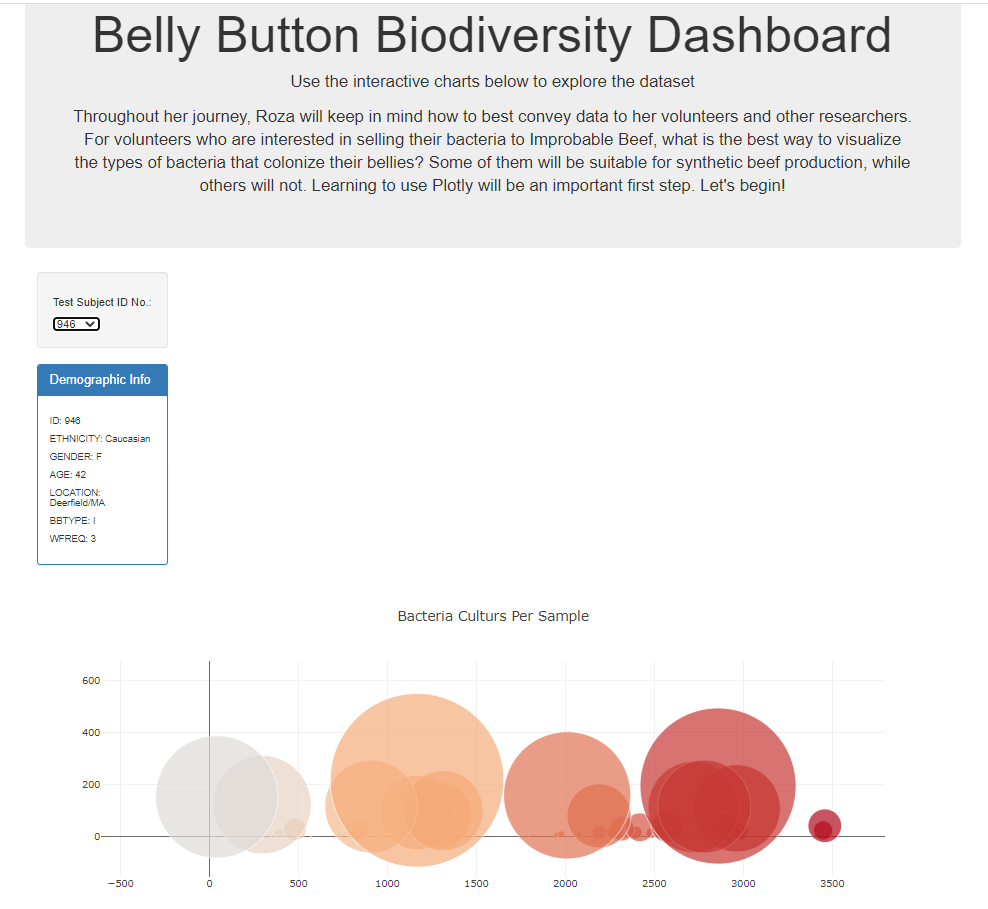 Belly Button Biodiversity Dashboard
Use the interactive charts below to explore the dataset
Throughout her journey, Roza will keep in mind how to best convey data to her volunteers and other researchers.
For volunteers who are interested in selling their bacteria to Improbable Beef, what is the best way to visualize
the types of bacteria that colonize their bellies? Some of them will be suitable for synthetic beef production, while
others will not. Learning to use Plotly will be an important first step. Let's begin!
Test Subject ID No.:
946
Demographic Info
ID: 946
ETHNICITY: Caucasian
GENDER: F
AGE: 42
LOCATION:
Deerfield/MA
BBTYPE: I
WFREQ: 3
Bacteria Culturs Per Sample
600
400
200
0
−500 0 500 1000 1500 2000 2500 3000 3500